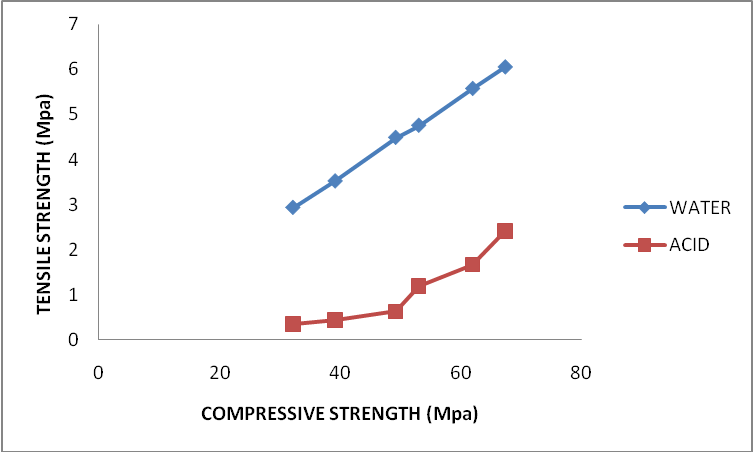 7
6
5
4
3
2
1
0
TENSILE STRENGTH (Mpa)
0 20 40 60 80
COMPRESSIVE STRENGTH (Mpa)
WATER
ACID